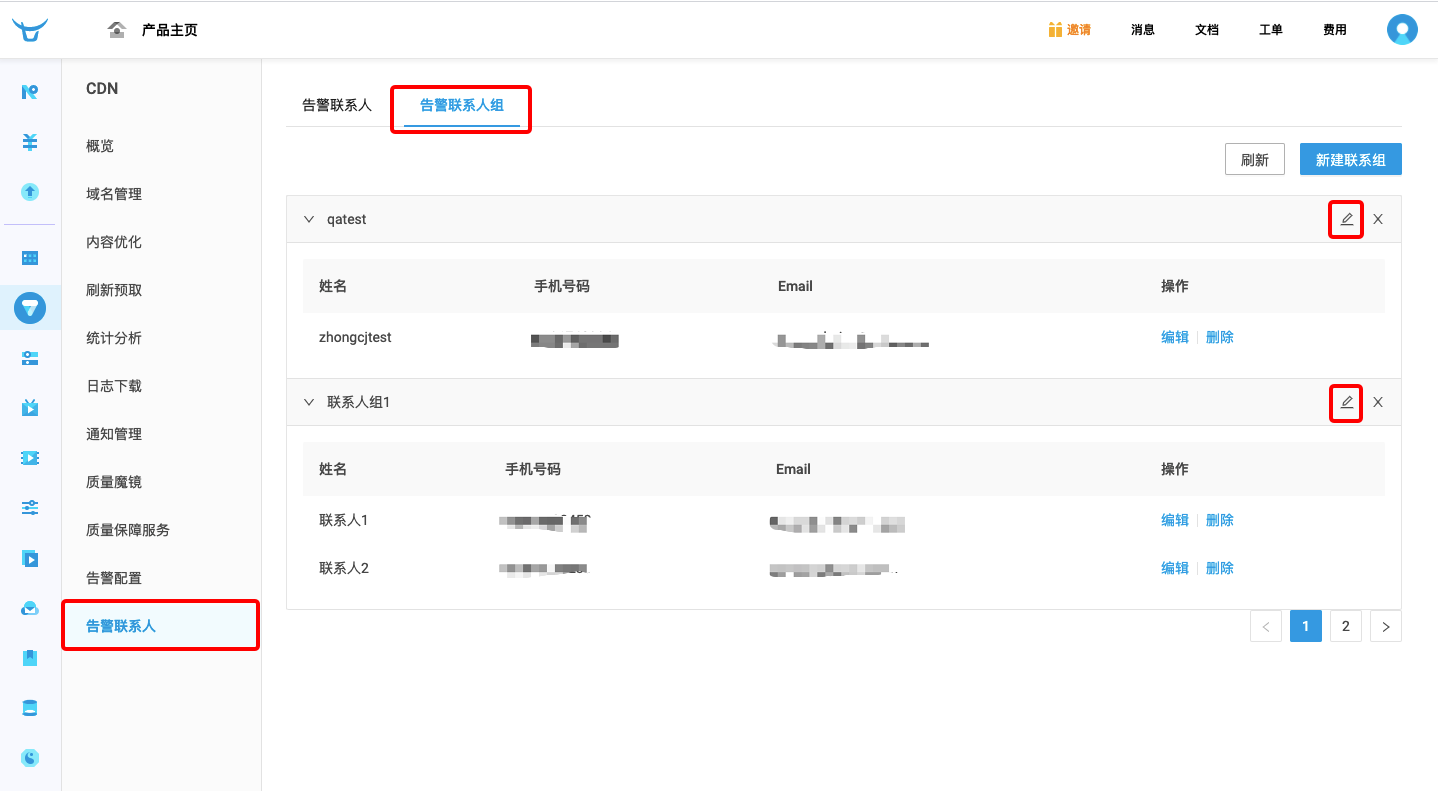 产品主页
邀请 消息 文档 工单 费用
CDN
概览
域名管理
内容优化
刷新预取
统计分析
日志下载
通知管理
质量魔镜
质量保障服务
告警配置
告警联系人
告警联系人 告警联系人组
刷新 新建联系组
qatest X
姓名 手机号码 Email 操作
zhongcjtest 编辑 删除
联系人组1 X
姓名 手机号码 Email 操作
联系人1 编辑 删除
联系人2 编辑 删除
< 1 2 >